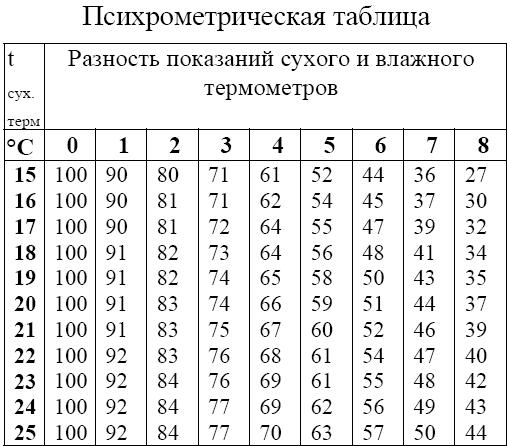 Психрометрическая таблица
t сух. терм °C
Разность показаний сухого и влажного
термометров
0 1 2 3 4 5 6 7 8
15 100 90 80 71 61 52 44 36 27
16 100 90 81 71 62 54 45 37 30
17 100 90 81 72 64 55 47 39 32
18 100 91 82 73 64 56 48 41 34
19 100 91 82 74 65 58 50 43 35
20 100 91 83 74 66 59 51 44 37
21 100 91 83 75 67 60 52 46 39
22 100 92 83 76 68 61 54 47 40
23 100 92 84 76 69 61 55 48 42
24 100 92 84 77 69 62 56 49 43
25 100 92 84 77 70 63 57 50 44